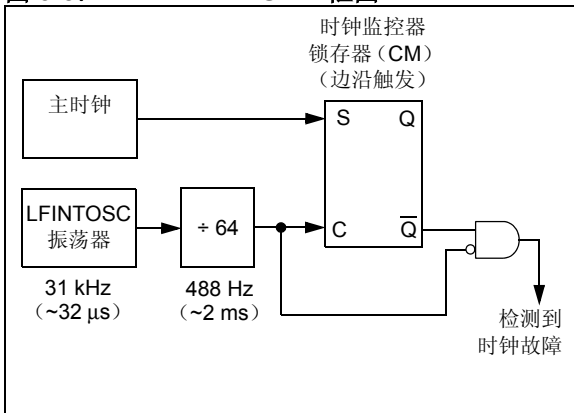 时钟监控器
锁存器（CM）
（边沿触发）
主时钟
S Q
LFINTOSC
振荡器
÷ 64
C Q
31 kHz
（~32 μs）
488 Hz
（~2 ms）
检测到
时钟故障